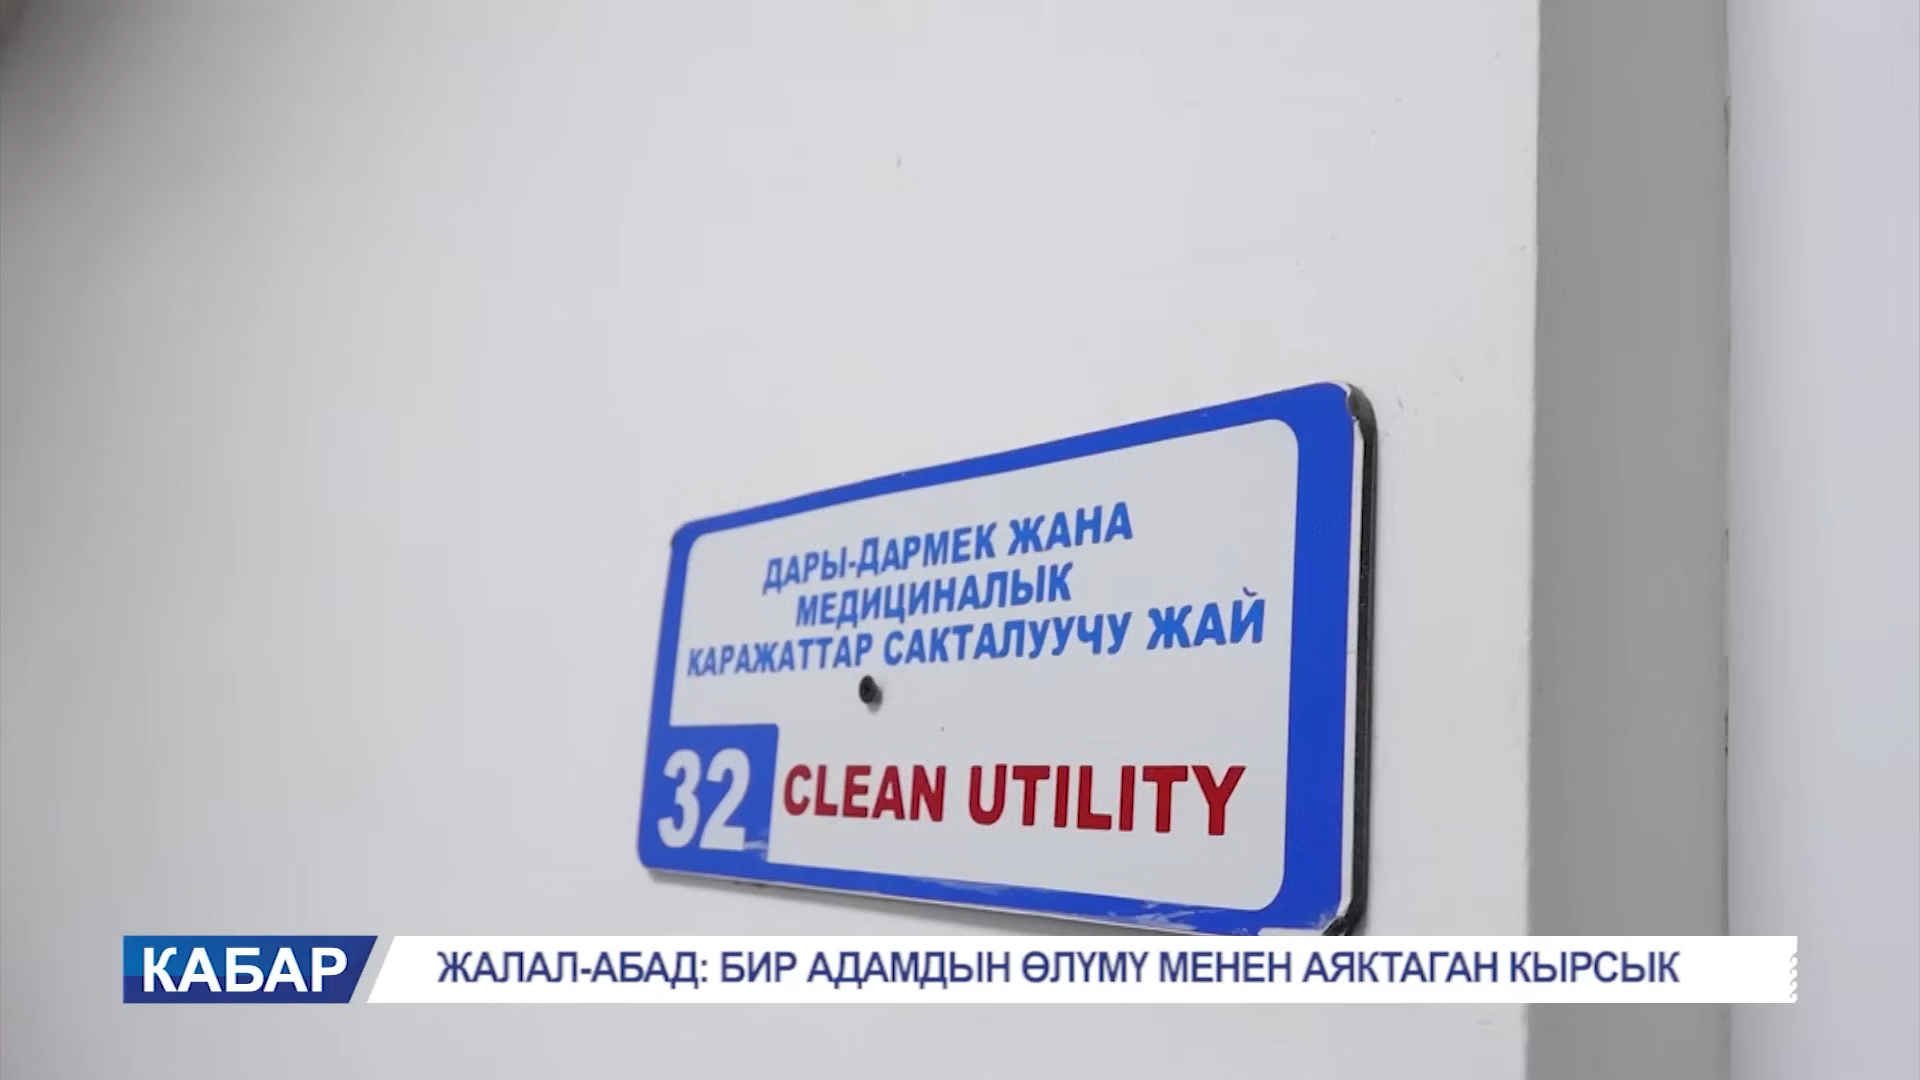 ДАРЫ-ДАРМЕК ЖАНА
МЕДИЦИНАЛЫК
КАРАЖАТТАР САКТАЛУУЧУ ЖАЙ
32 CLEAN UTILITY
КАБАР ЖАЛАЛ-АБАД: БИР АДАМДЫН ӨЛҮМҮ МЕНЕН АЯКТАГАН КЫРСЫК